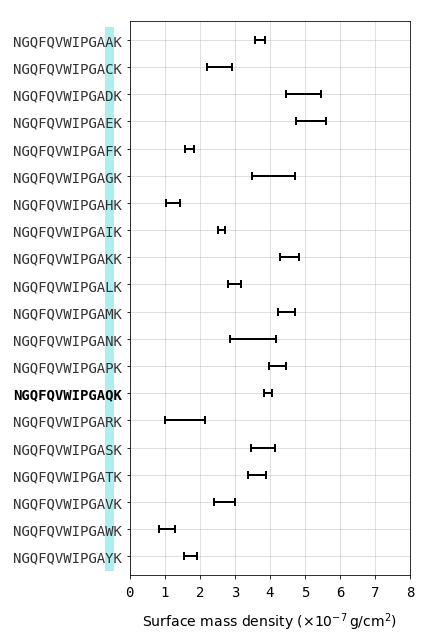 NGQFQVWIPGAAK
NGQFQVWIPGACK
NGQFQVWIPGADK
NGQFQVWIPGAEK
NGQFQVWIPGAFK
NGQFQVWIPGAGK
NGQFQVWIPGAHK
NGQFQVWIPGAIK
NGQFQVWIPGAKK
NGQFQVWIPGALK
NGQFQVWIPGAMK
NGQFQVWIPGANK
NGQFQVWIPGAPK
NGQFQVWIPGAQK
NGQFQVWIPGARK
NGQFQVWIPGASK
NGQFQVWIPGATK
NGQFQVWIPGAVK
NGQFQVWIPGAWK
NGQFQVWIPGAYK
0 1 2 3 4 5 6 7 8
Surface mass density (×10⁻⁷ g/cm²)